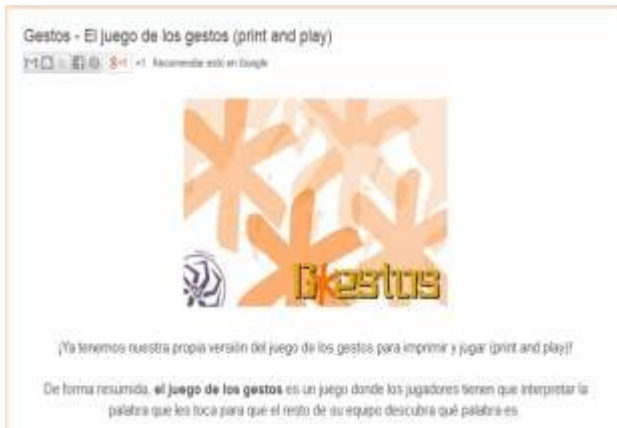 Gestos - El juego de los gestos (print and play)
+1 Recomendar esto en Google
Gestos
¡Ya tenemos nuestra propia versión del juego de los gestos para imprimir y jugar (print and play)!
De forma resumida, el juego de los gestos es un juego donde los jugadores tienen que interpretar la
palabra que les toca para que el resto de su equipo descubra qué palabra es.